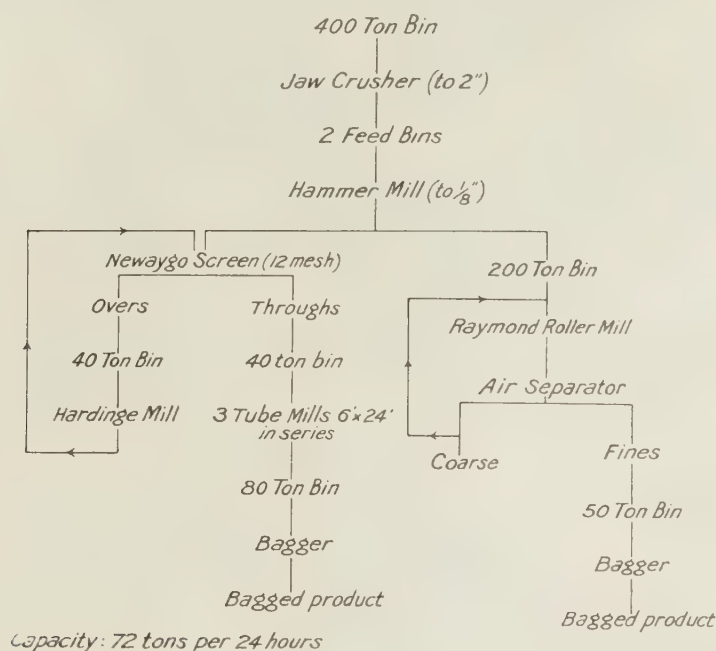 400 Ton Bin
Jaw Crusher (to 2")
2 Feed Bins
Hammer Mill (to 1/8")
Newaygo Screen (12 mesh)
Overs
40 Ton Bin
Hardinge Mill
Throughs
40 ton bin
3 Tube Mills 6'x24'
in series
80 Ton Bin
Bagger
Bagged product
200 Ton Bin
Raymond Roller Mill
Air Separator
Coarse
Fines
50 Ton Bin
Bagger
Bagged product
Capacity: 72 tons per 24 hours